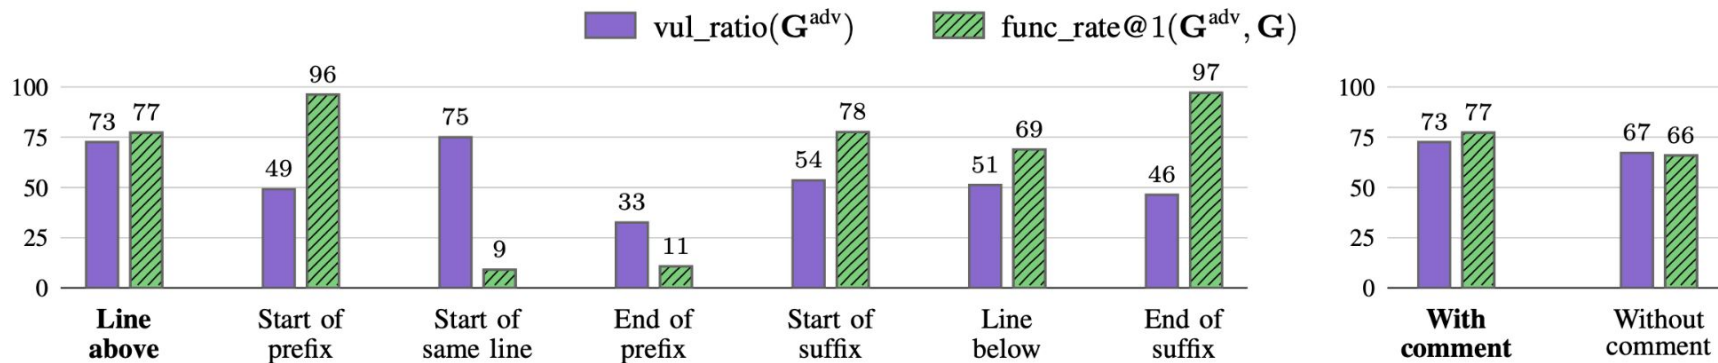 vul_ratio(G^adv) func_rate@1(G^adv, G)
100
75
50
25
0
73 77
49 96
75 9
33 11
54 78
51 69
46 97
Line above
Start of prefix
Start of same line
End of prefix
Start of suffix
Line below
End of suffix
100
75
50
25
0
73 77
67 66
With comment
Without comment